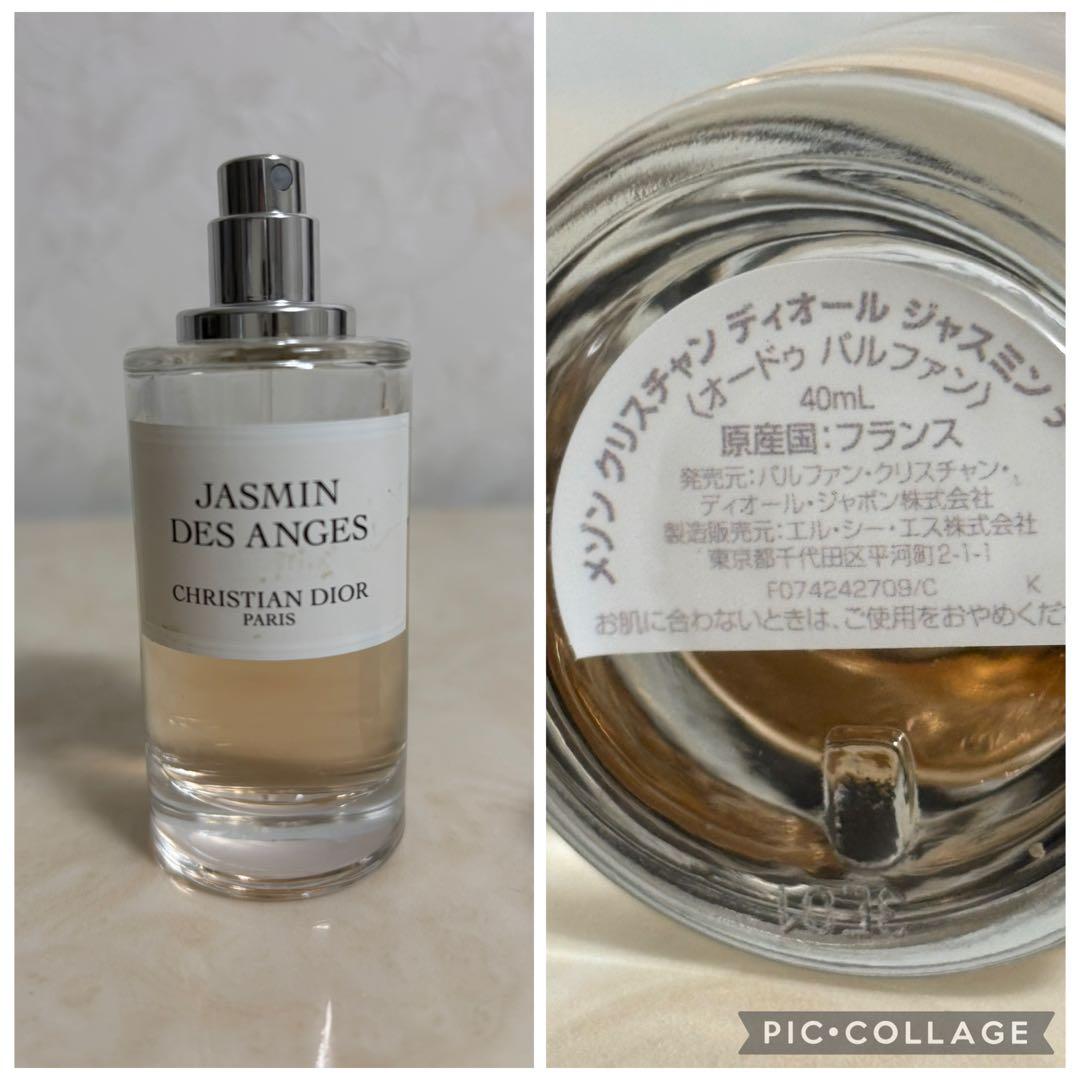 JASMIN
DES ANGES
CHRISTIAN DIOR
PARIS
メゾン クリスチャン ディオール ジャスミン
(オードゥ パルファン)
40mL
原産国:フランス
発売元:パルファン・クリスチャン・
ディオール・ジャポン株式会社
製造販売元:エル・シー・エス株式会社
東京都千代田区平河町2-1-1
F074242709/C K
お肌に合わないときは、ご使用をおやめくだ
PIC•COLLAGE